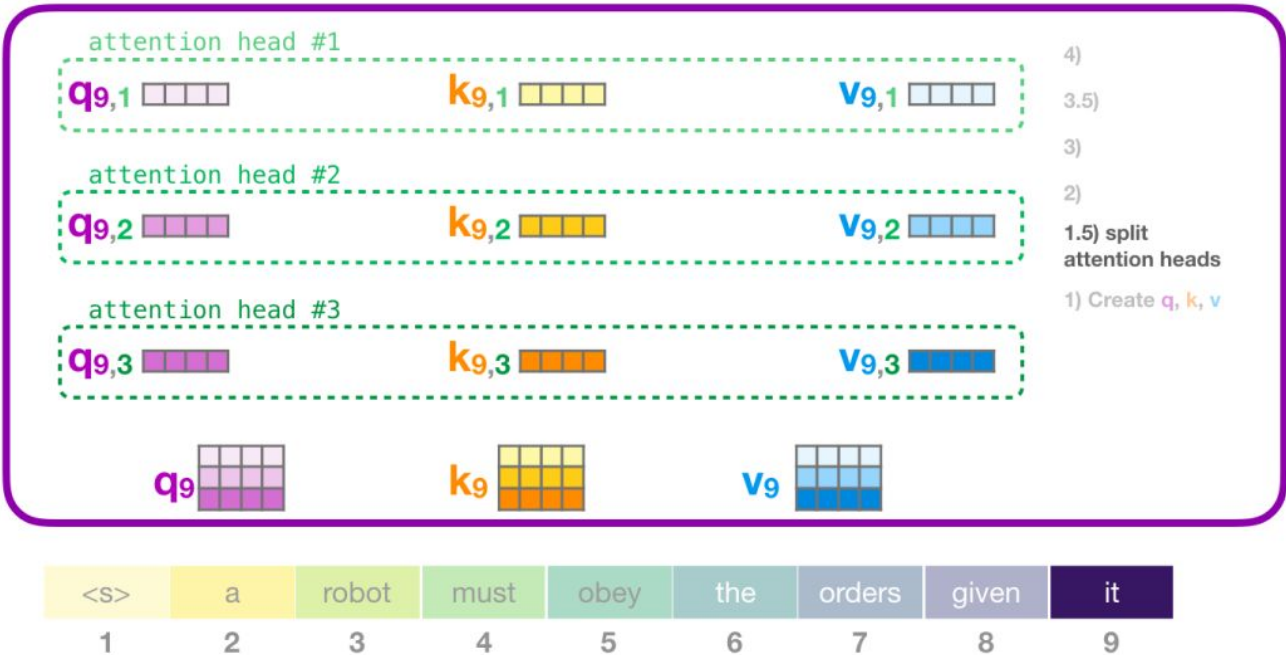 attention head #1
q9,1 k9,1 v9,1
attention head #2
q9,2 k9,2 v9,2
attention head #3
q9,3 k9,3 v9,3
q9 k9 v9
4)
3.5)
3)
2)
1.5) split
attention heads
1) Create q, k, v
<s> a robot must obey the orders given it
1 2 3 4 5 6 7 8 9